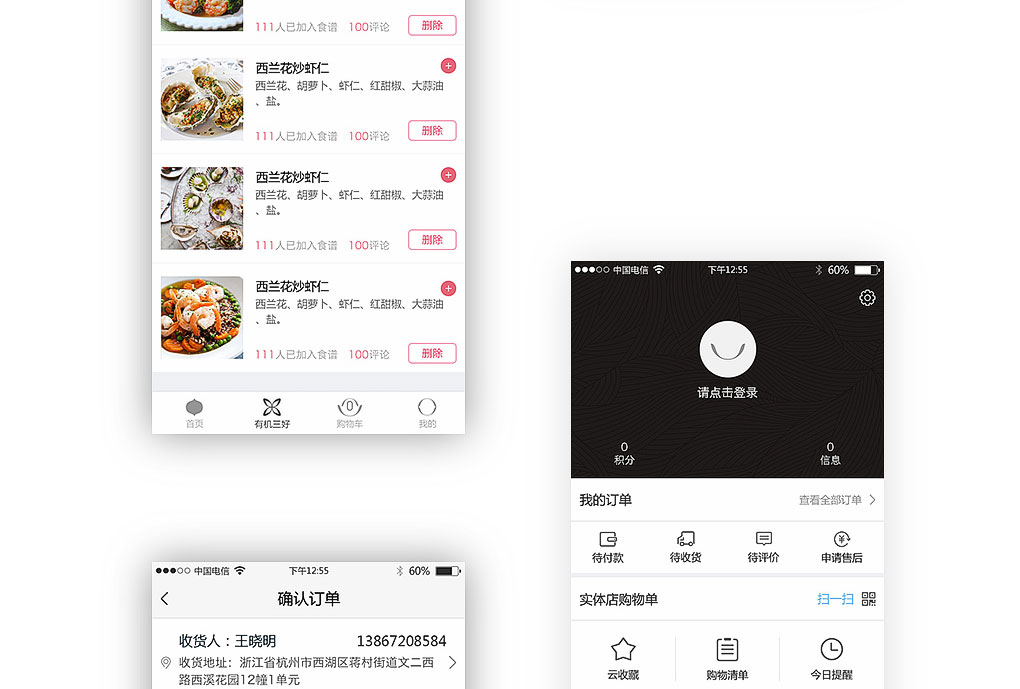 111人已加入食谱 100评论 删除
西兰花炒虾仁
西兰花、胡萝卜、虾仁、红甜椒、大蒜油
、盐。
111人已加入食谱 100评论 删除
西兰花炒虾仁
西兰花、胡萝卜、虾仁、红甜椒、大蒜油
、盐。
111人已加入食谱 100评论 删除
西兰花炒虾仁
西兰花、胡萝卜、虾仁、红甜椒、大蒜油
、盐。
111人已加入食谱 100评论 删除
0
首页 有机三好 购物车 我的
中国电信 下午12:55 60%
确认订单
收货人：王晓明 13867208584
收货地址：浙江省杭州市西湖区蒋村街道文二西
路西溪花园12幢1单元
中国电信 下午12:55 60%
请点击登录
0 0
积分 信息
我的订单 查看全部订单
待付款 待收货 待评价 申请售后
实体店购物单 扫一扫
云收藏 购物清单 今日提醒